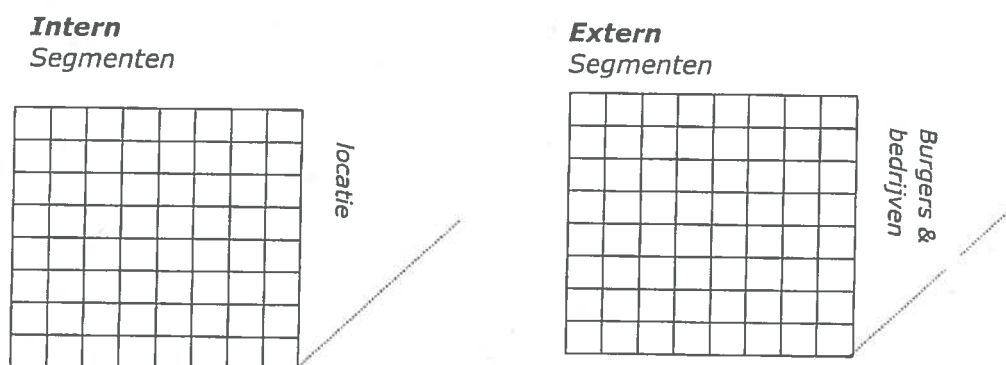 Intern
Segmenten
locatie
Extern
Segmenten
Burgers &
bedrijven